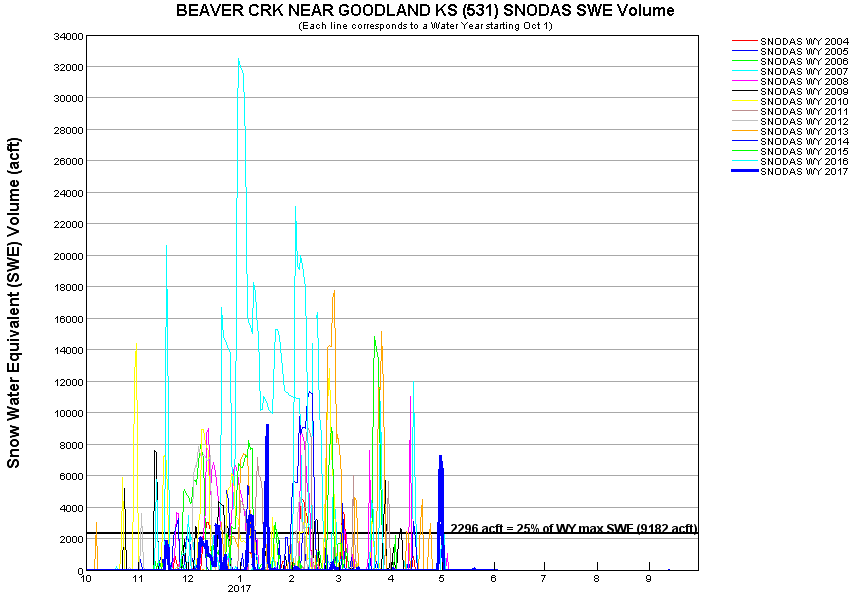 BEAVER CRK NEAR GOODLAND KS (531) SNODAS SWE Volume
(Each line corresponds to a Water Year starting Oct 1)
Snow Water Equivalent (SWE) Volume (acft)
34000
32000
30000
28000
26000
24000
22000
20000
18000
16000
14000
12000
10000
8000
6000
4000
2000
0
2296 acft = 25% of WY max SWE (9182 acft)
10 11 12 1 2 3 4 5 6 7 8 9
2017
SNODAS WY 2004
SNODAS WY 2005
SNODAS WY 2006
SNODAS WY 2007
SNODAS WY 2008
SNODAS WY 2009
SNODAS WY 2010
SNODAS WY 2011
SNODAS WY 2012
SNODAS WY 2013
SNODAS WY 2014
SNODAS WY 2015
SNODAS WY 2016
SNODAS WY 2017